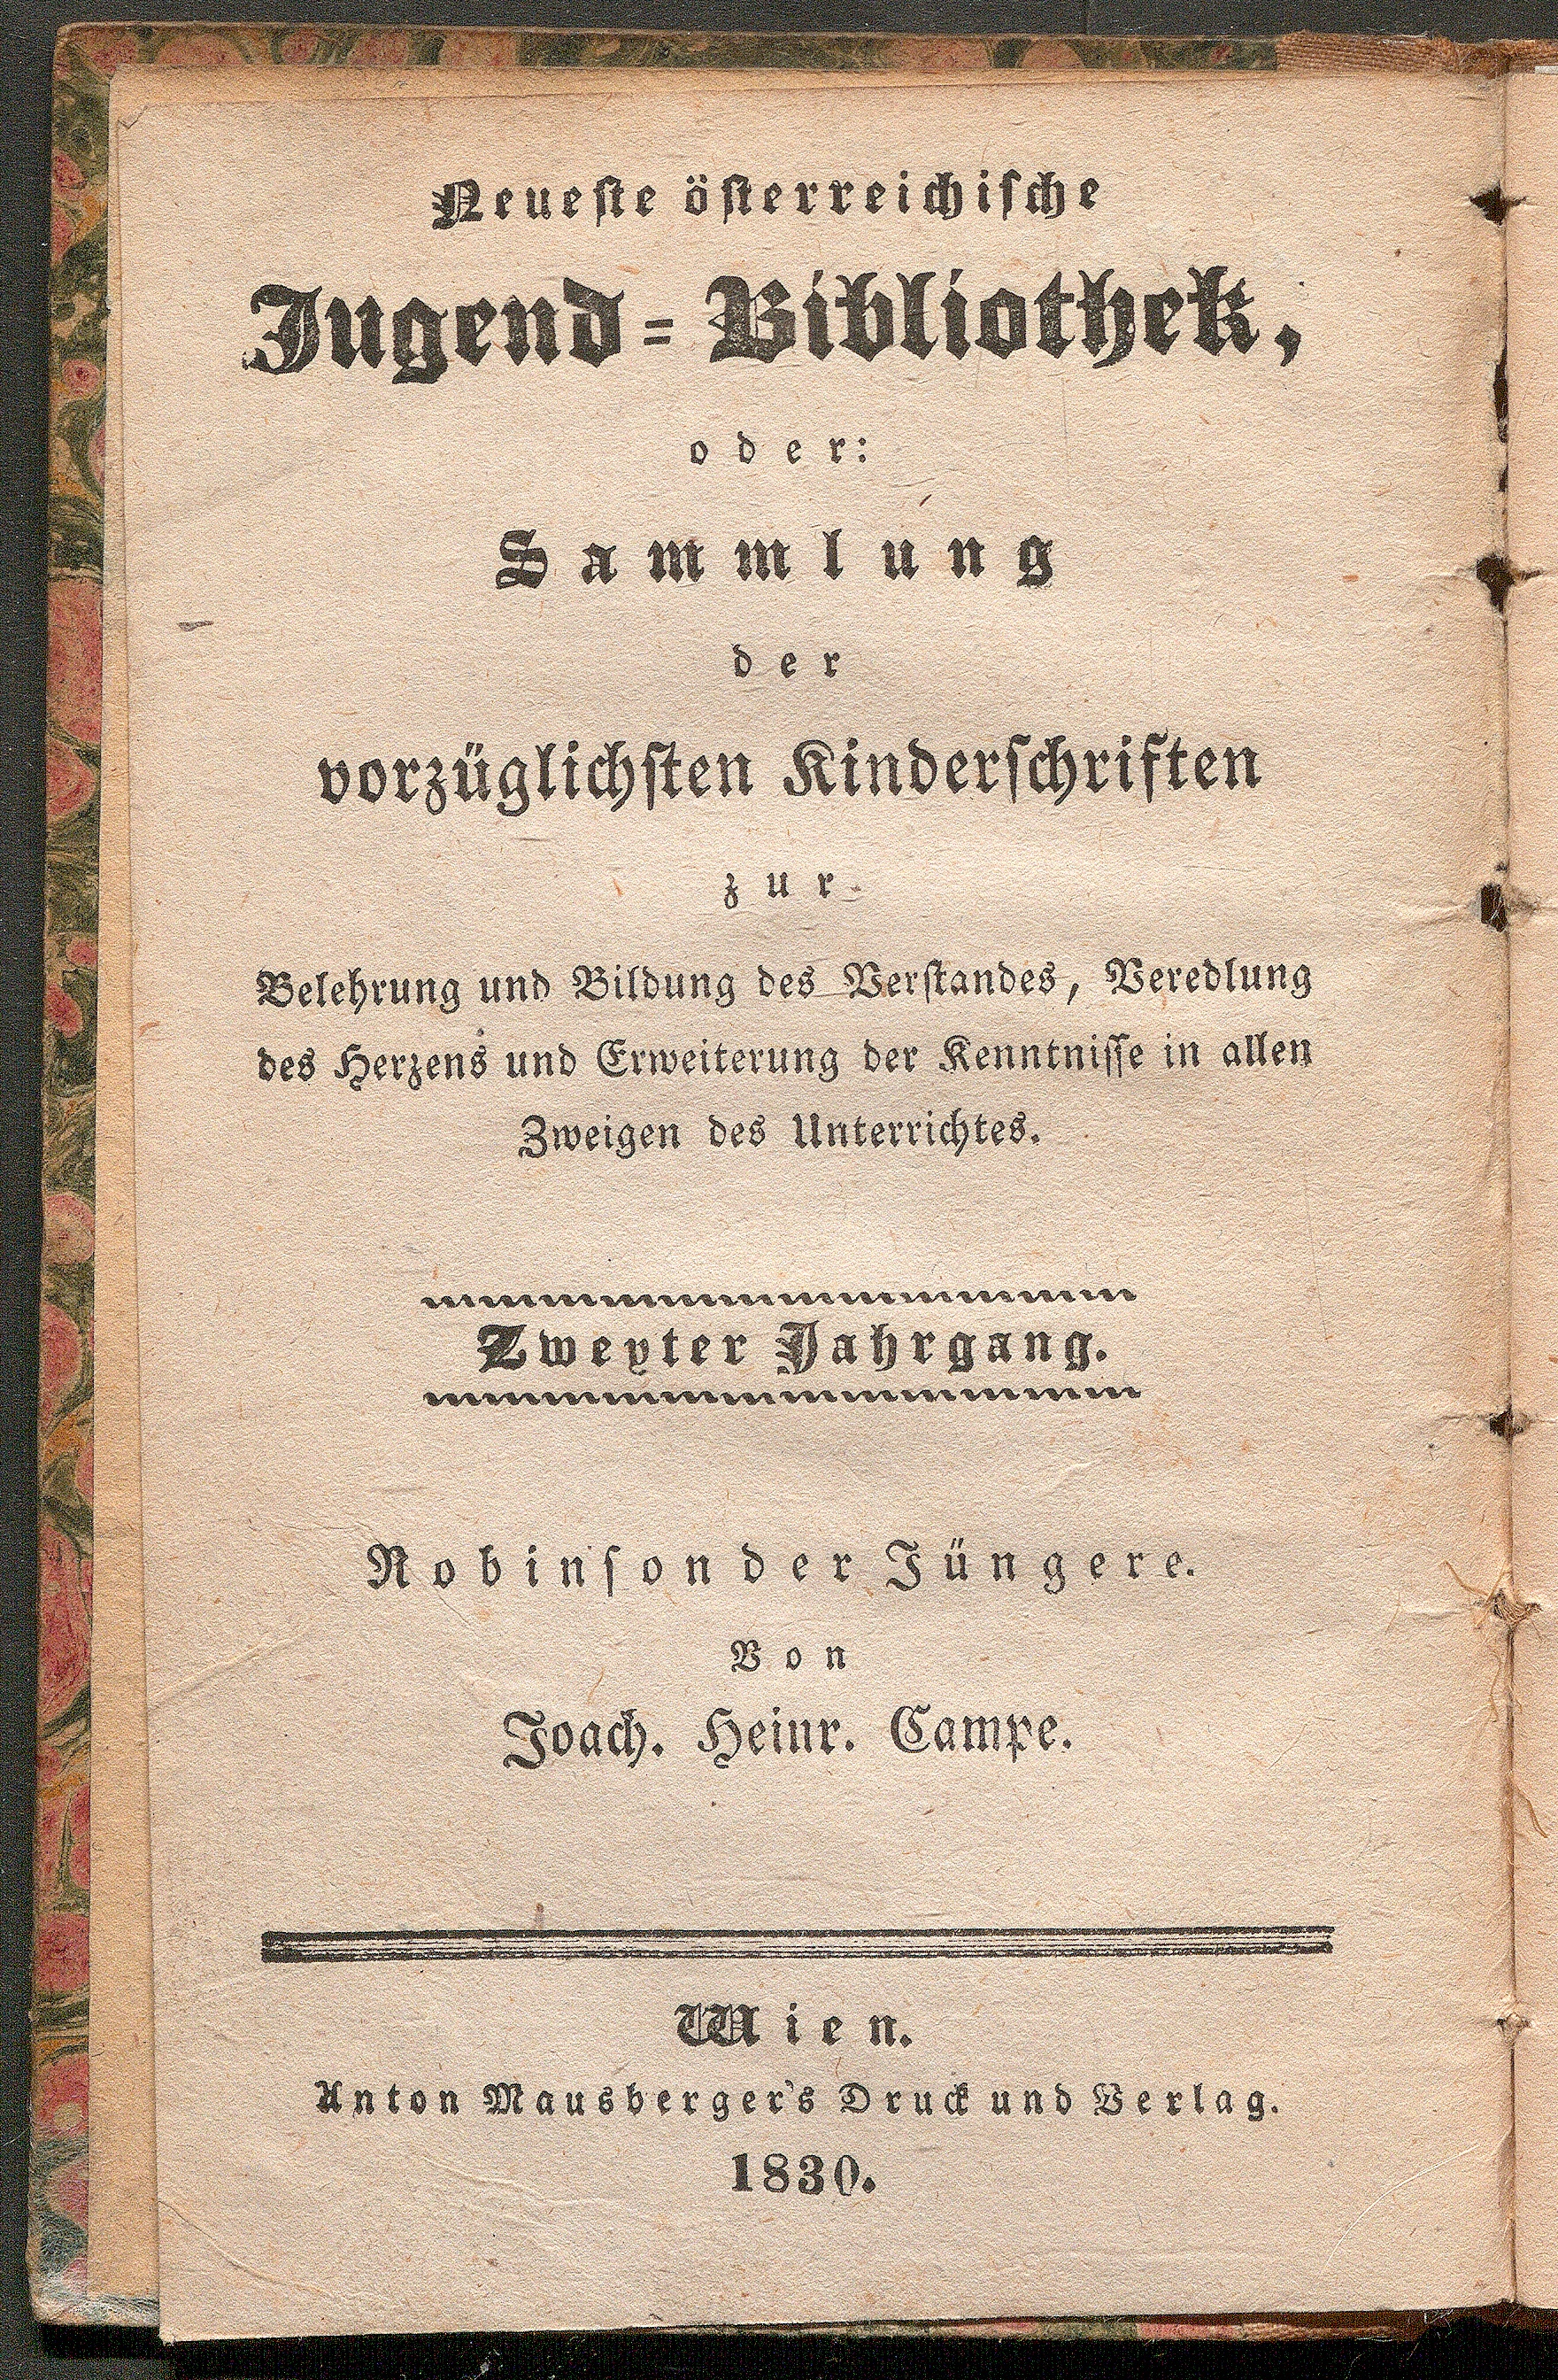 Neueste österreichische
Jugend=Bibliothek,
oder:
Sammlung
der
vorzüglichsten Kinderschriften
zur
Belehrung und Bildung des Verstandes, Veredlung
des Herzens und Erweiterung der Kenntnisse in allen
Zweigen des Unterrichtes.
Zweyter Jahrgang.
Robinson der Jüngere.
Von
Joach. Heinr. Campe.
Wien.
Anton Mausberger's Druck und Verlag.
1830.